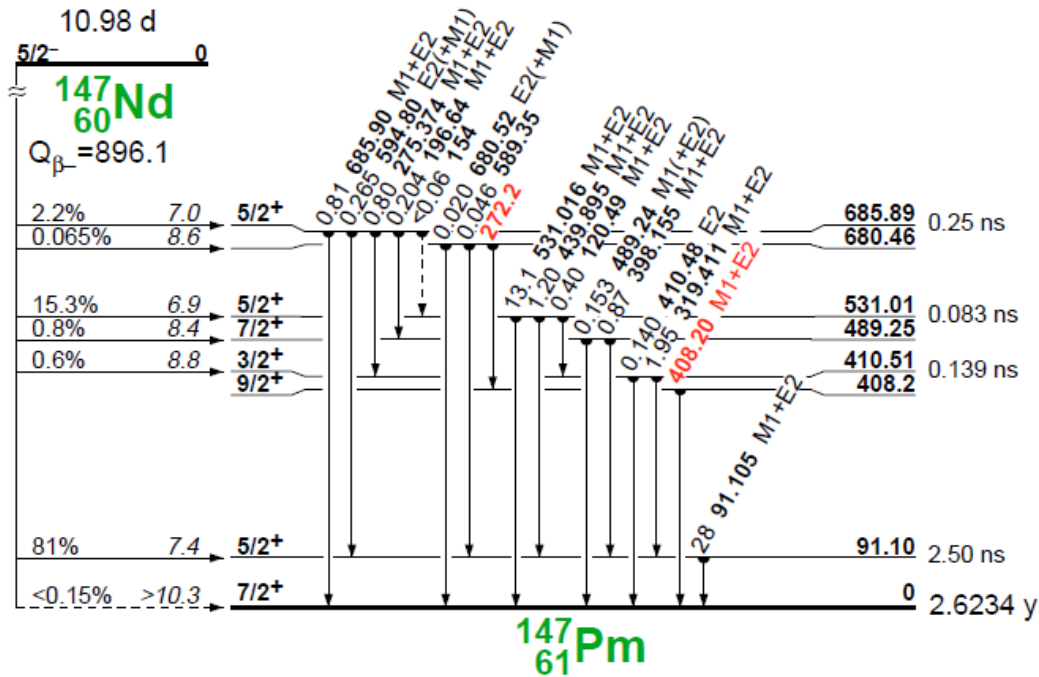 10.98 d
5/2⁻ 0
¹⁴⁷₆₀Nd
Qβ₋=896.1
0.81 685.90 M1+E2
0.265 594.80 E2(+M1)
0.80 275.374 M1+E2
0.204 196.64 M1+E2
<0.06 154
0.020 680.52 E2(+M1)
0.046 589.35
272.2
13.1 531.016 M1+E2
1.20 439.895 M1+E2
0.40 120.49 M1+E2
0.153 489.24 M1(+E2)
0.87 398.155 M1+E2
0.140 410.48 E2
1.95 319.411 M1+E2
408.20 M1+E2
28 91.105 M1+E2
2.2% 7.0 5/2⁺ 685.89 0.25 ns
0.065% 8.6 680.46
15.3% 6.9 5/2⁺ 531.01 0.083 ns
0.8% 8.4 7/2⁺ 489.25
0.6% 8.8 3/2⁺ 410.51 0.139 ns
9/2⁺ 408.2
81% 7.4 5/2⁺ 91.10 2.50 ns
<0.15% >10.3 7/2⁺ 0 2.6234 y
¹⁴⁷₆₁Pm